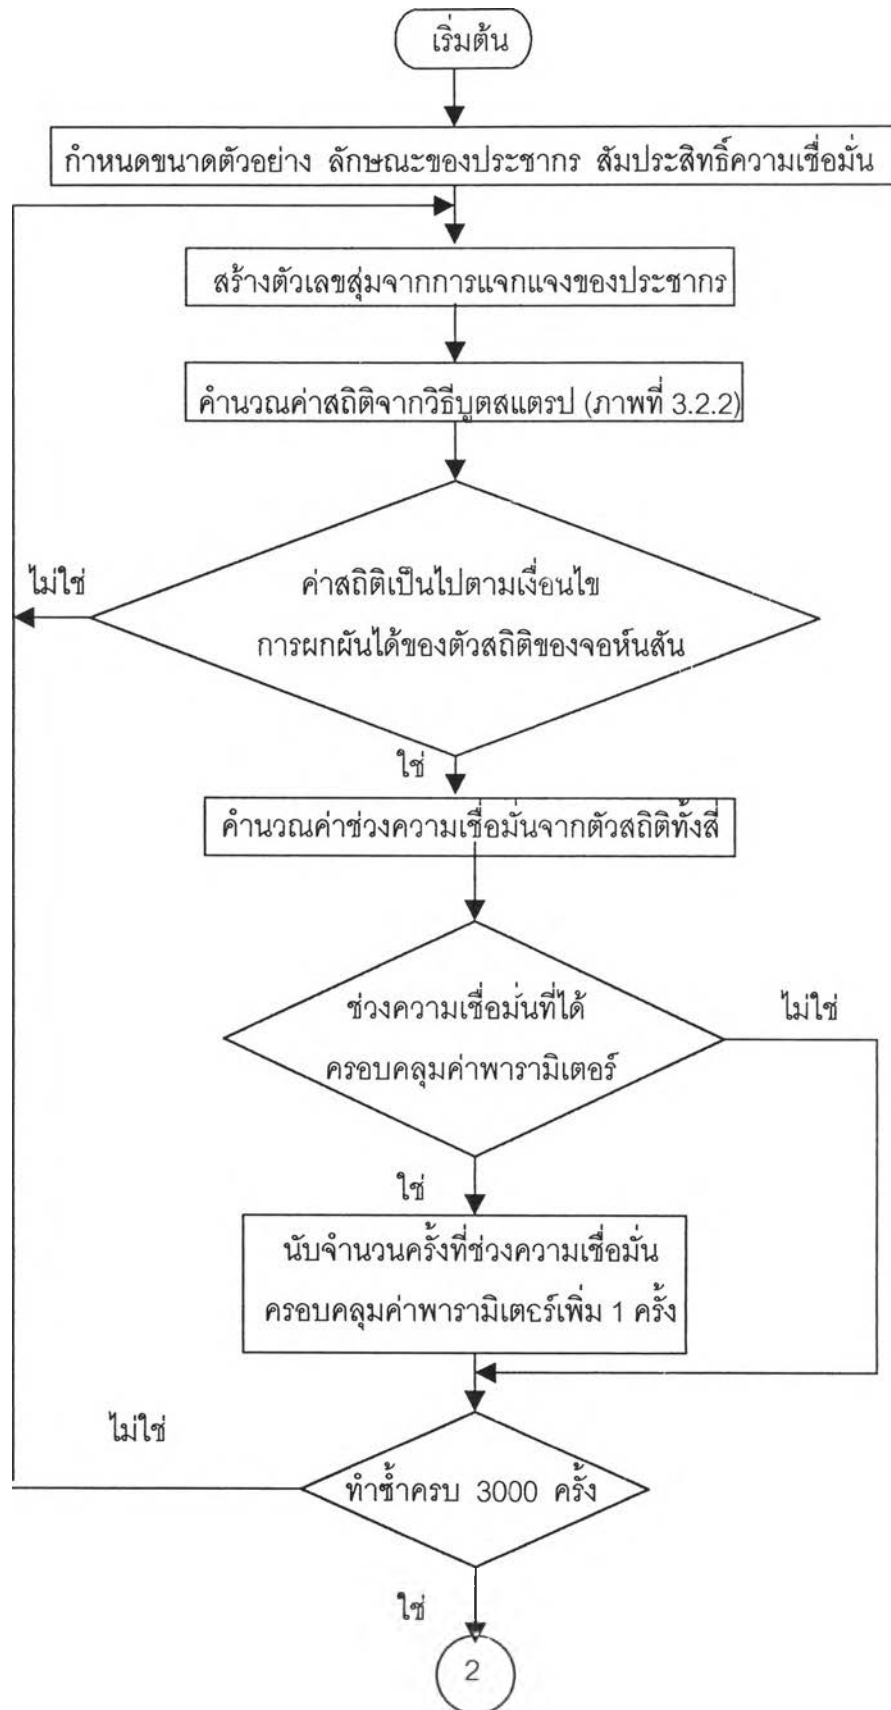 เริ่มต้น
กำหนดขนาดตัวอย่าง ลักษณะของประชากร สัมประสิทธิ์ความเชื่อมั่น
สร้างตัวเลขสุ่มจากการแจกแจงของประชากร
คำนวณค่าสถิติจากวิธีบูตสแตรป (ภาพที่ 3.2.2)
ไม่ใช่
ค่าสถิติเป็นไปตามเงื่อนไข
การผกผันได้ของตัวสถิติของจอห์นสัน
ใช่
คำนวณค่าช่วงความเชื่อมั่นจากตัวสถิติทั้งสี่
ช่วงความเชื่อมั่นที่ได้
ไม่ใช่
ครอบคลุมค่าพารามิเตอร์
ใช่
นับจำนวนครั้งที่ช่วงความเชื่อมั่น
ครอบคลุมค่าพารามิเตอร์เพิ่ม 1 ครั้ง
ไม่ใช่
ทำซ้ำครบ 3000 ครั้ง
ใช่
2